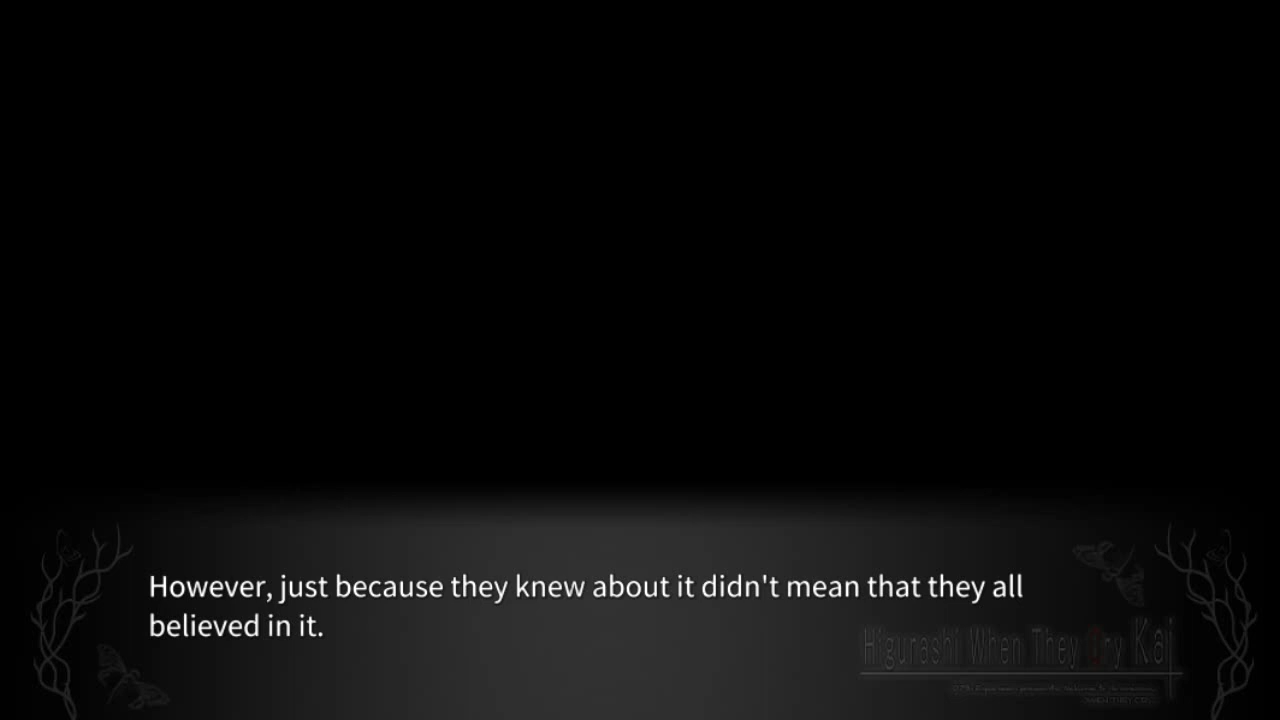 However, just because they knew about it didn't mean that they all
believed in it.
Higurashi When They Cry Kai